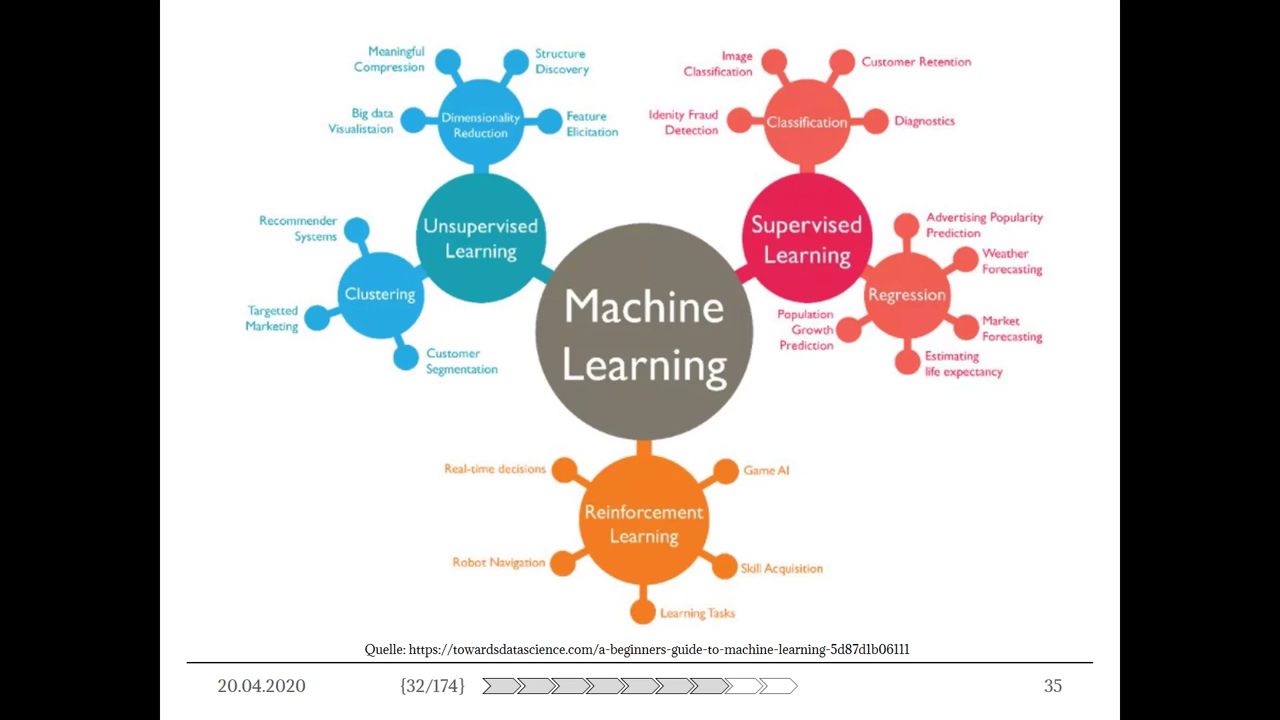 Meaningful
Compression
Structure
Discovery
Big data
Visualistaion
Dimensionality
Reduction
Feature
Elicitation
Image
Classification
Customer Retention
Idenity Fraud
Detection
Classification
Diagnostics
Recommender
Systems
Unsupervised
Learning
Clustering
Targetted
Marketing
Customer
Segmentation
Supervised
Learning
Advertising Popularity
Prediction
Weather
Forecasting
Regression
Population
Growth
Prediction
Market
Forecasting
Estimating
life expectancy
Machine
Learning
Real-time decisions
Game AI
Reinforcement
Learning
Robot Navigation
Skill Acquisition
Learning Tasks
Quelle: https://towardsdatascience.com/a-beginners-guide-to-machine-learning-5d87d1b06111
20.04.2020 {32/174} 35